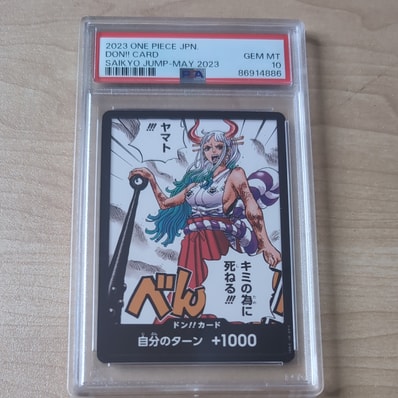 2023 ONE PIECE JPN.
DON!! CARD
SAIKYO JUMP-MAY 2023
GEM MT
10
86914886
PSA
ヤマト
!!!
キミの為に
死ねる!!!
べん
ドン!!カード
自分のターン +1000